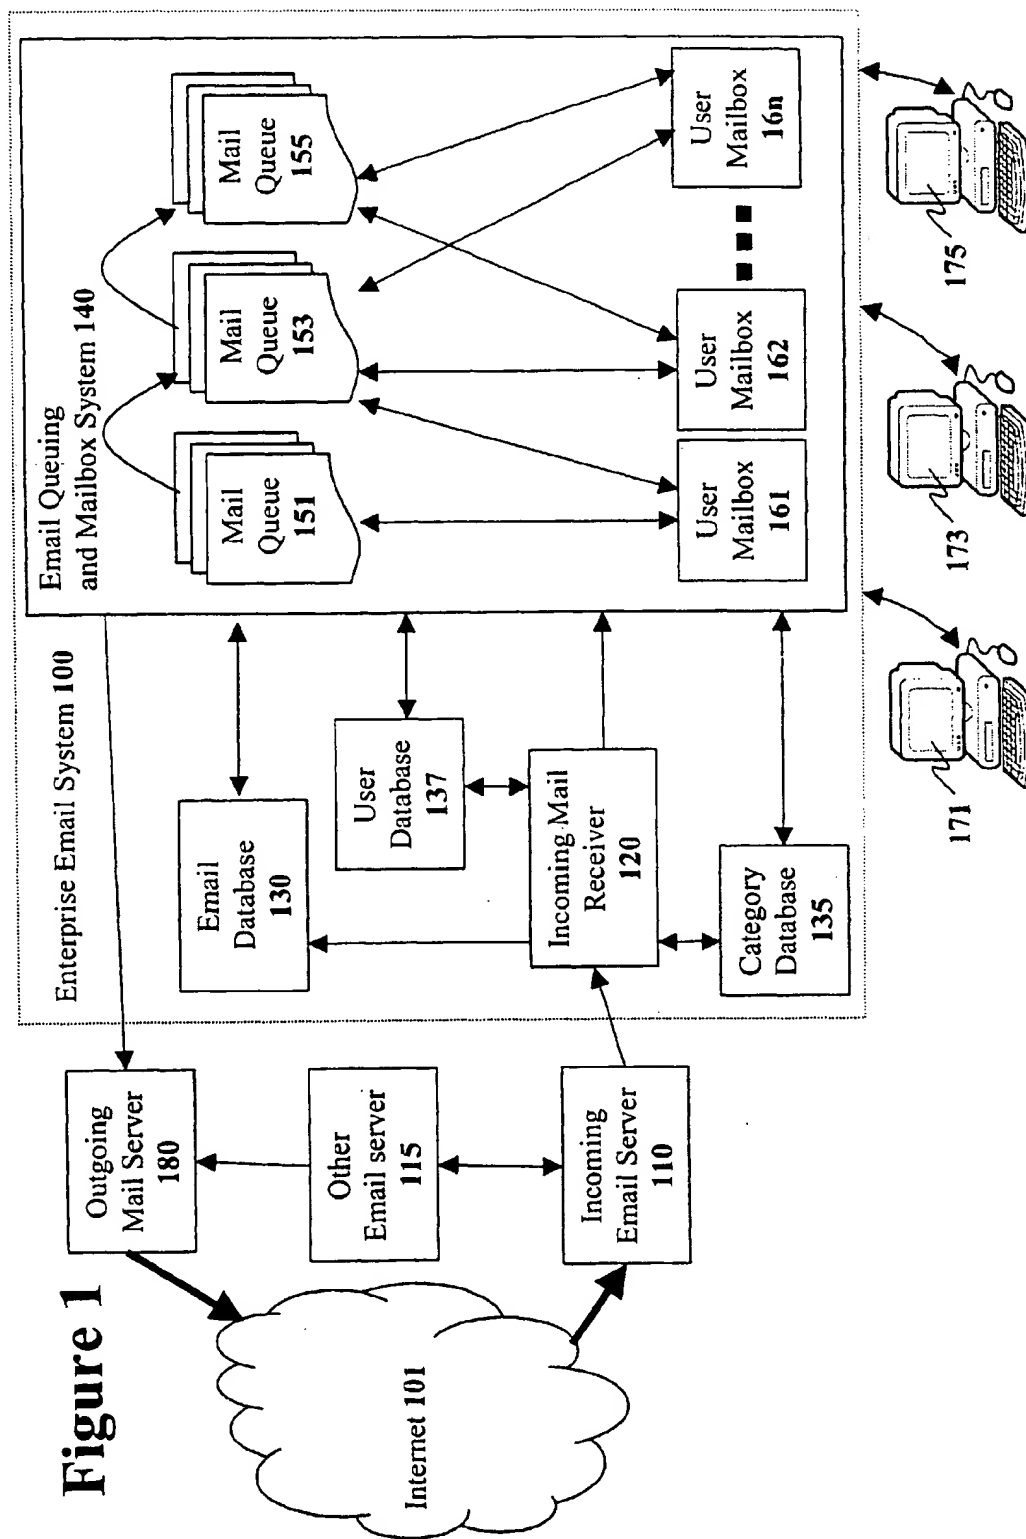 Figure 1
Enterprise Email System 100
Email Queuing
and Mailbox System 140
Outgoing
Mail Server
180
Other
Email server
115
Incoming
Email Server
110
Internet 101
Email
Database
130
User
Database
137
Incoming Mail
Receiver
120
Category
Database
135
Mail
Queue
151
Mail
Queue
153
Mail
Queue
155
User
Mailbox
161
User
Mailbox
162
User
Mailbox
16n
171
173
175